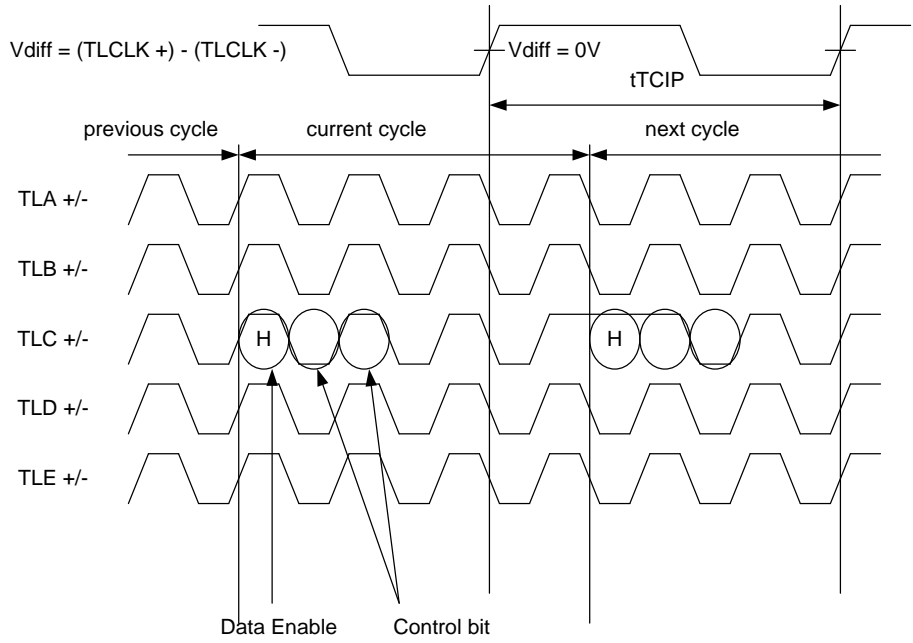 Vdiff = (TLCLK +) - (TLCLK -)
Vdiff = 0V
tTCIP
previous cycle
current cycle
next cycle
TLA +/-
TLB +/-
TLC +/-
H
H
TLD +/-
TLE +/-
Data Enable
Control bit